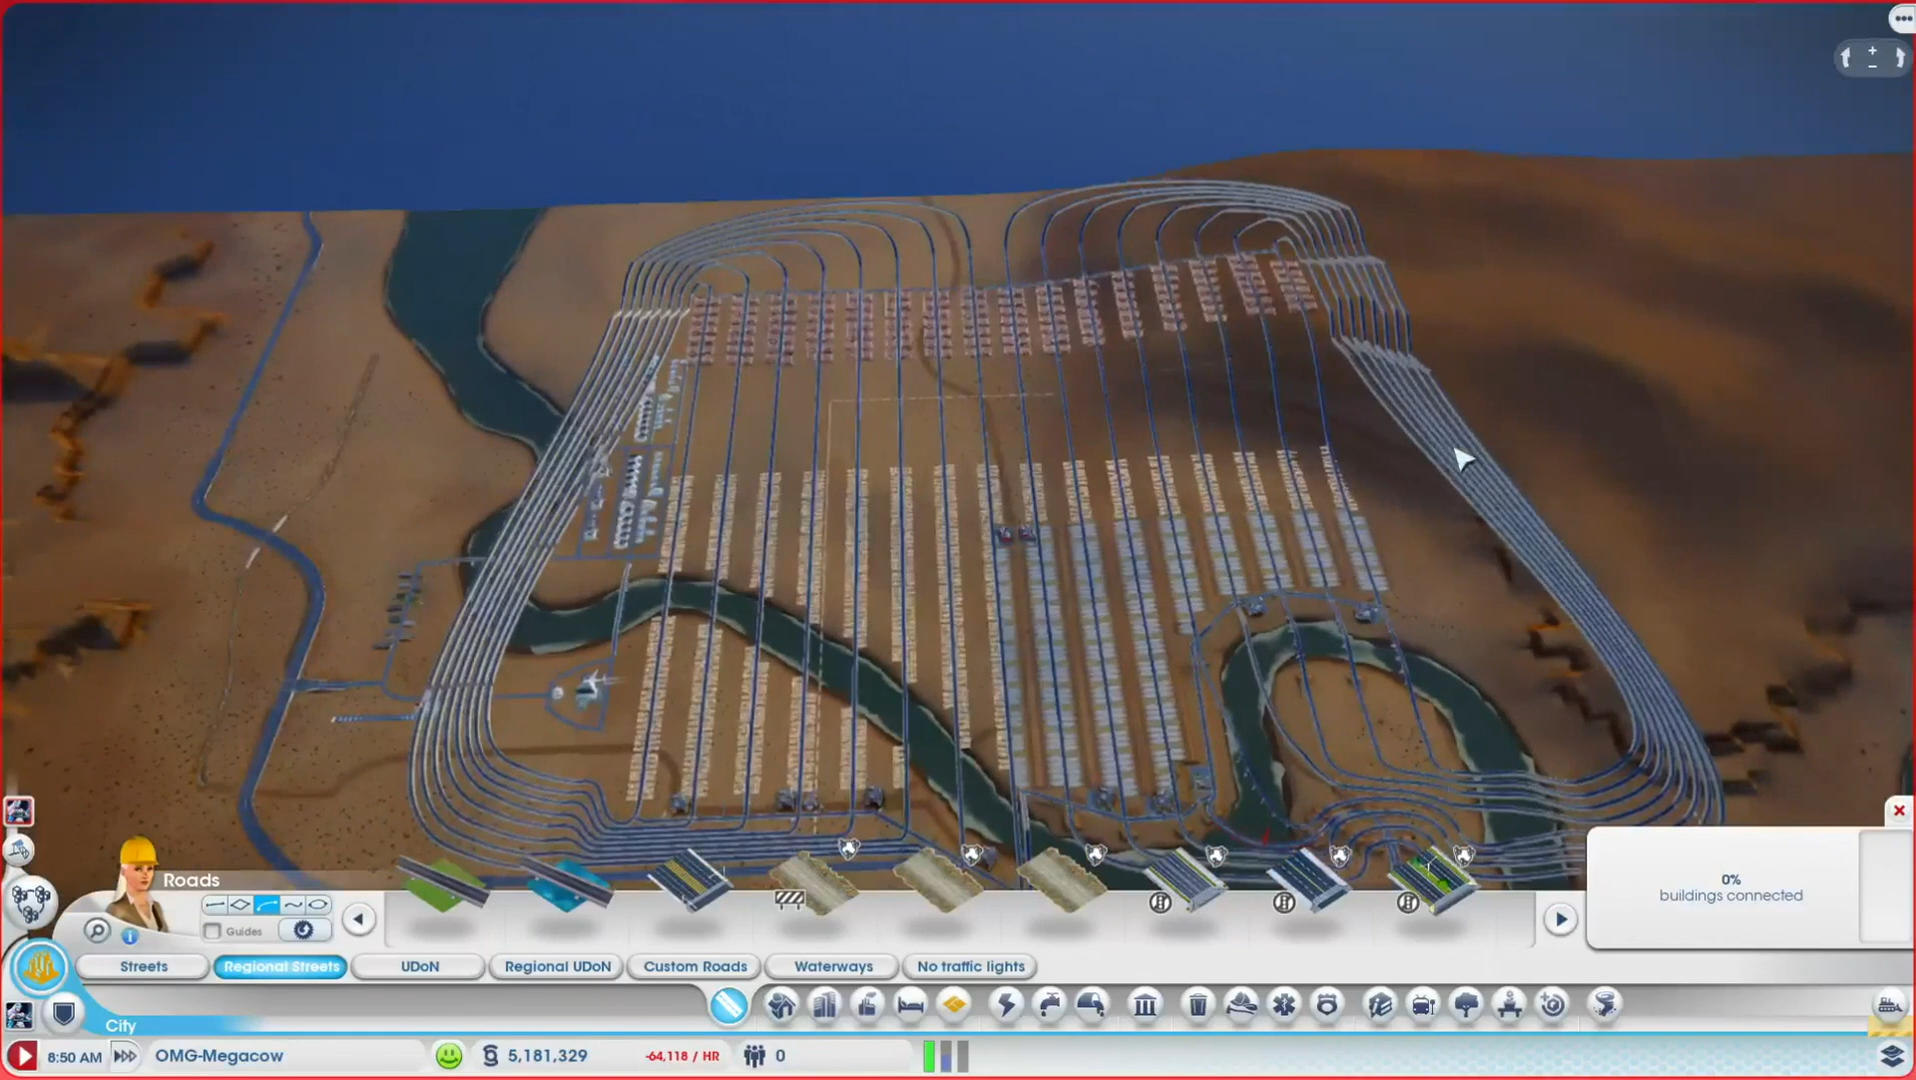 Roads
Guides
0%
buildings connected
Streets
Regional Streets
UDoN
Regional UDoN
Custom Roads
Waterways
No traffic lights
City
8:50 AM
OMG-Megacow
5,181,329
-64,118 / HR
0